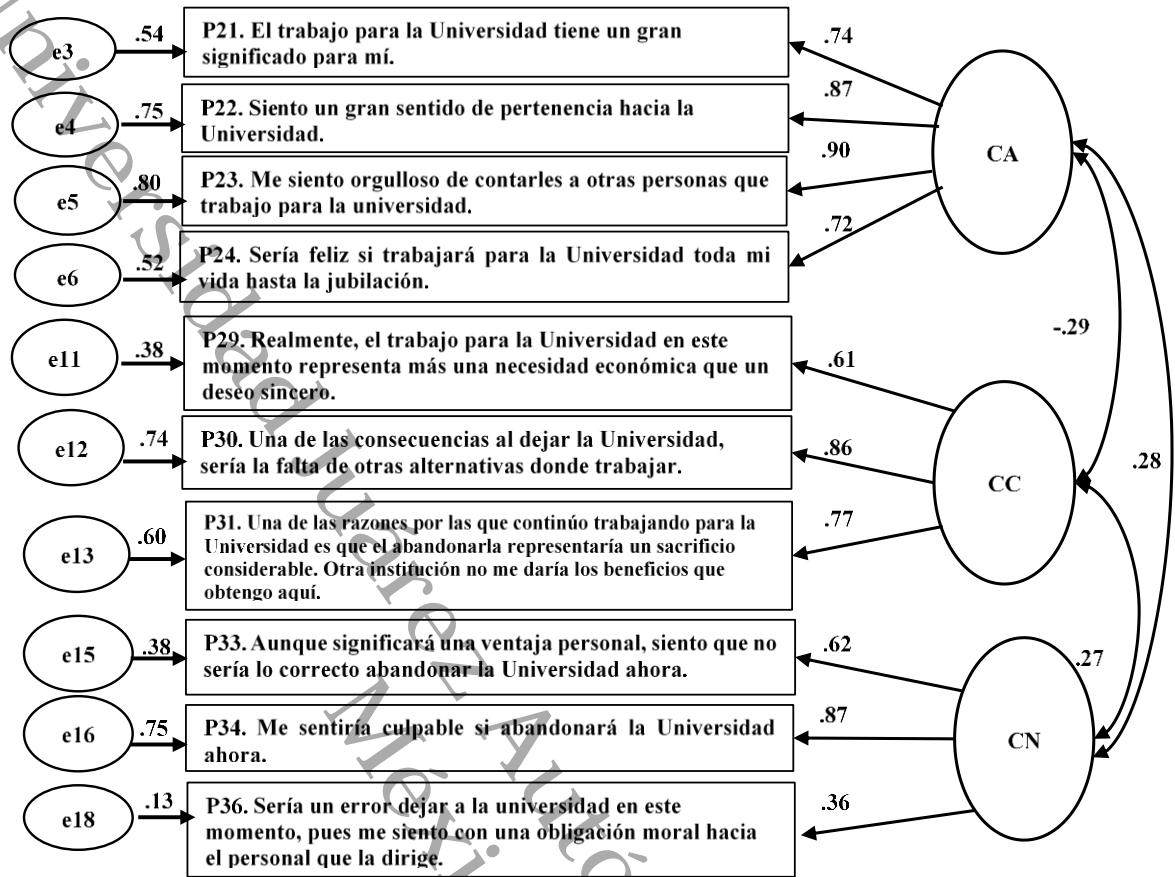 e3
.54
P21. El trabajo para la Universidad tiene un gran
significado para mí.
.74
e4
.75
P22. Siento un gran sentido de pertenencia hacia la
Universidad.
.87
e5
.80
P23. Me siento orgulloso de contarles a otras personas que
trabajo para la universidad.
.90
e6
.52
P24. Sería feliz si trabajará para la Universidad toda mi
vida hasta la jubilación.
.72
CA
e11
.38
P29. Realmente, el trabajo para la Universidad en este
momento representa más una necesidad económica que un
deseo sincero.
.61
-.29
e12
.74
P30. Una de las consecuencias al dejar la Universidad,
sería la falta de otras alternativas donde trabajar.
.86
CC
.28
e13
.60
P31. Una de las razones por las que continúo trabajando para la
Universidad es que el abandonarla representaría un sacrificio
considerable. Otra institución no me daría los beneficios que
obtengo aquí.
.77
e15
.38
P33. Aunque significará una ventaja personal, siento que no
sería lo correcto abandonar la Universidad ahora.
.62
.27
e16
.75
P34. Me sentiría culpable si abandonará la Universidad
ahora.
.87
CN
e18
.13
P36. Sería un error dejar a la universidad en este
momento, pues me siento con una obligación moral hacia
el personal que la dirige.
.36
Universidad Juárez Autó
Méxi